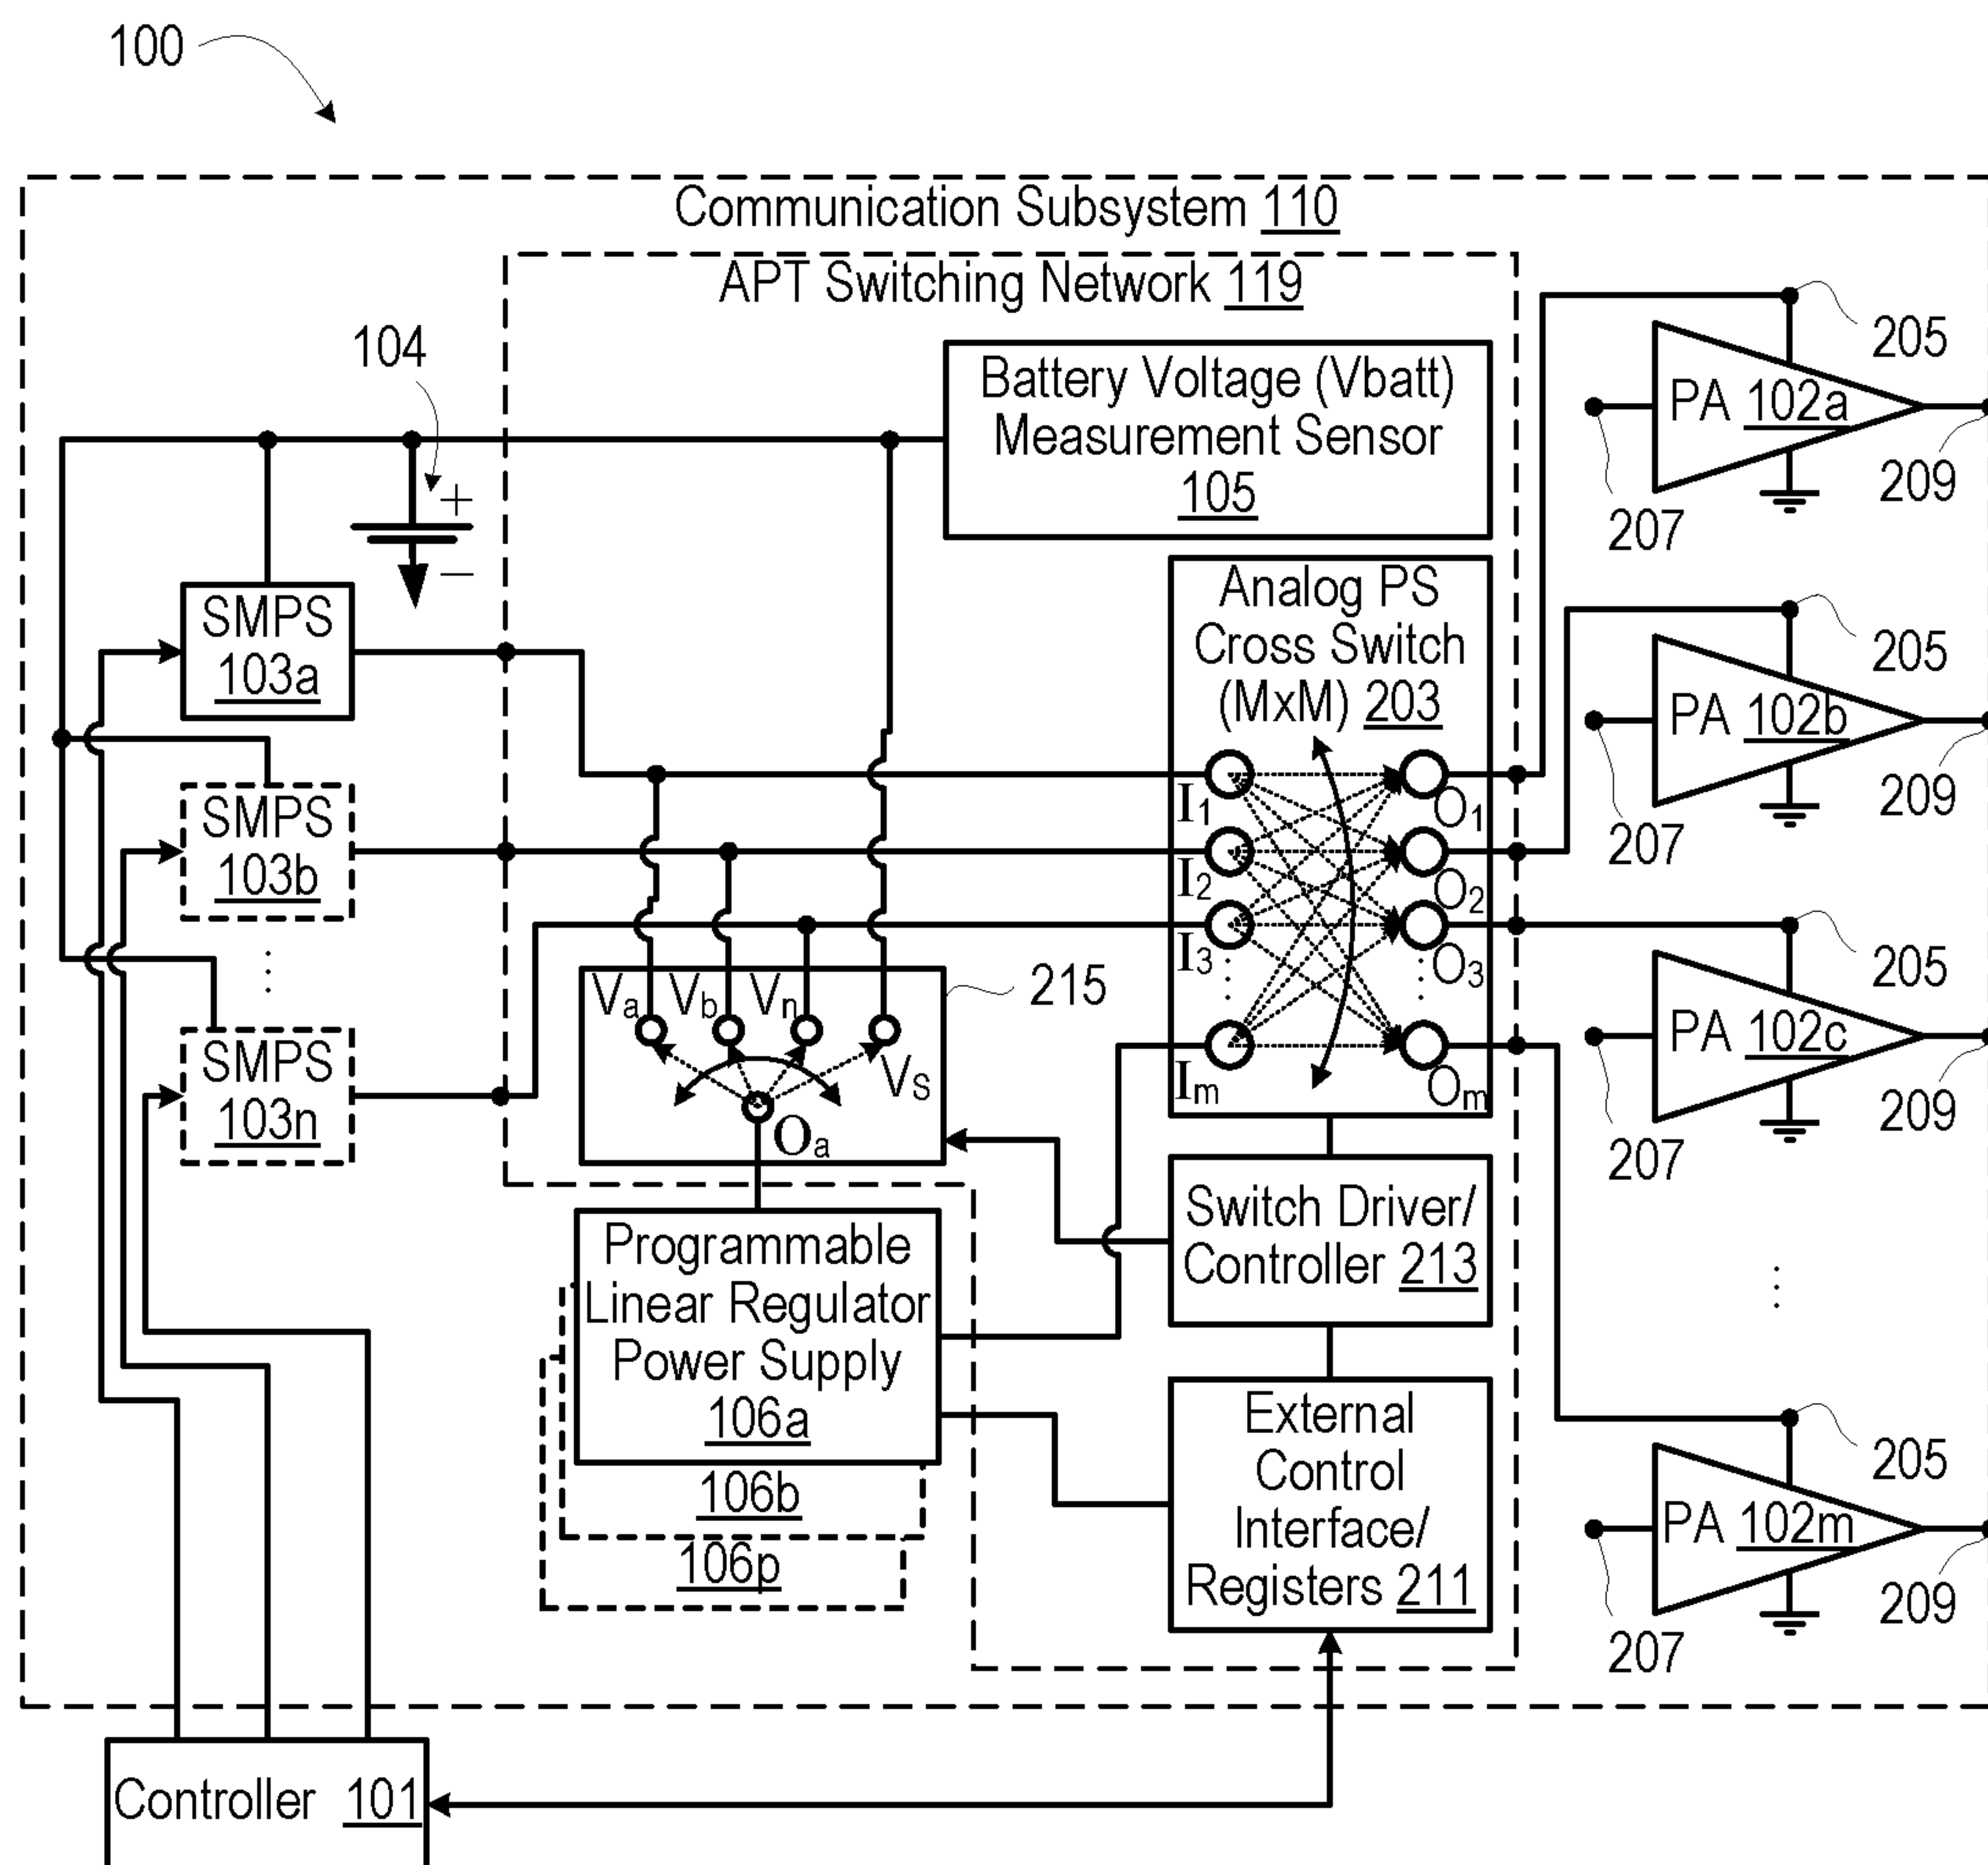 100
Communication Subsystem 110
APT Switching Network 119
104
+
−
Battery Voltage (Vbatt)
Measurement Sensor
105
SMPS
103a
SMPS
103b
⋮
SMPS
103n
Analog PS
Cross Switch
(MxM) 203
I1
I2
I3
⋮
Im
O1
O2
O3
⋮
Om
Va
Vb
Vn
VS
Oa
215
Programmable
Linear Regulator
Power Supply
106a
106b
106p
Switch Driver/
Controller 213
External
Control
Interface/
Registers 211
205
PA 102a
207
209
205
PA 102b
207
209
205
PA 102c
207
209
⋮
205
PA 102m
207
209
Controller 101